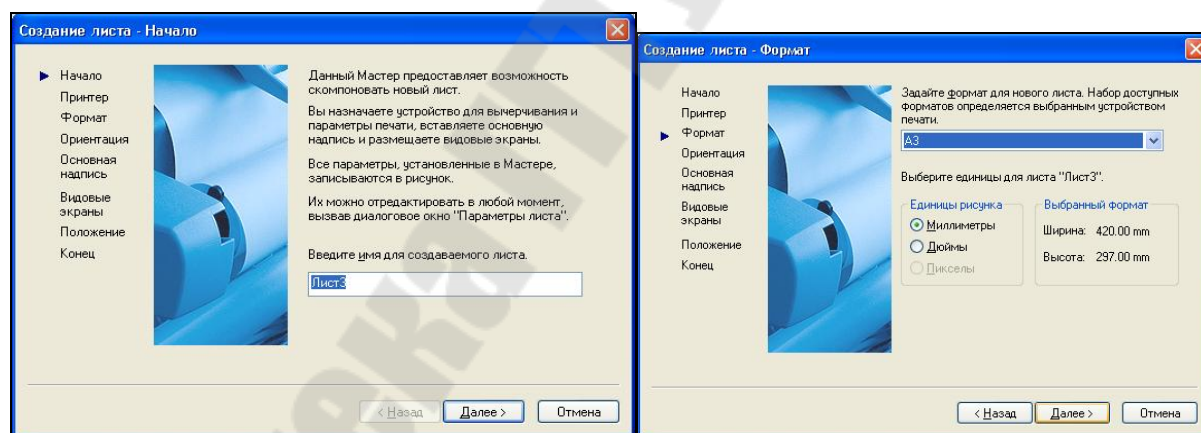 Создание листа - Начало
Начало
Принтер
Формат
Ориентация
Основная
надпись
Видовые
экраны
Положение
Конец
Данный Мастер предоставляет возможность
скомпоновать новый лист.
Вы назначаете устройство для вычерчивания и
параметры печати, вставляете основную
надпись и размещаете видовые экраны.
Все параметры, установленные в Мастере,
записываются в рисунок.
Их можно отредактировать в любой момент,
вызвав диалоговое окно "Параметры листа".
Введите имя для создаваемого листа.
Лист3
< Назад Далее > Отмена
Создание листа - Формат
Начало
Принтер
Формат
Ориентация
Основная
надпись
Видовые
экраны
Положение
Конец
Задайте формат для нового листа. Набор доступных
форматов определяется выбранным устройством
печати.
A3
Выберите единицы для листа "Лист3".
Единицы рисунка
Миллиметры
Дюймы
Пикселы
Выбранный формат
Ширина: 420.00 mm
Высота: 297.00 mm
< Назад Далее > Отмена